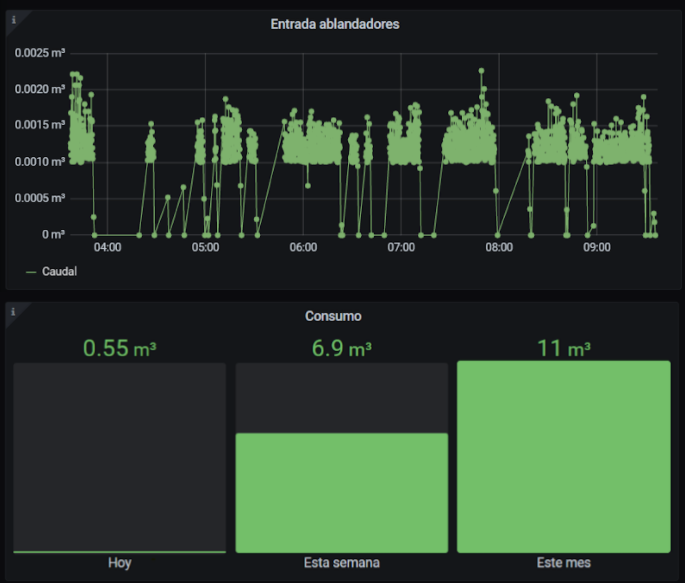 i
Entrada ablandadores
0.0025 m³
0.0020 m³
0.0015 m³
0.0010 m³
0.0005 m³
0 m³
04:00 05:00 06:00 07:00 08:00 09:00
Caudal
i
Consumo
0.55 m³ 6.9 m³ 11 m³
Hoy Esta semana Este mes